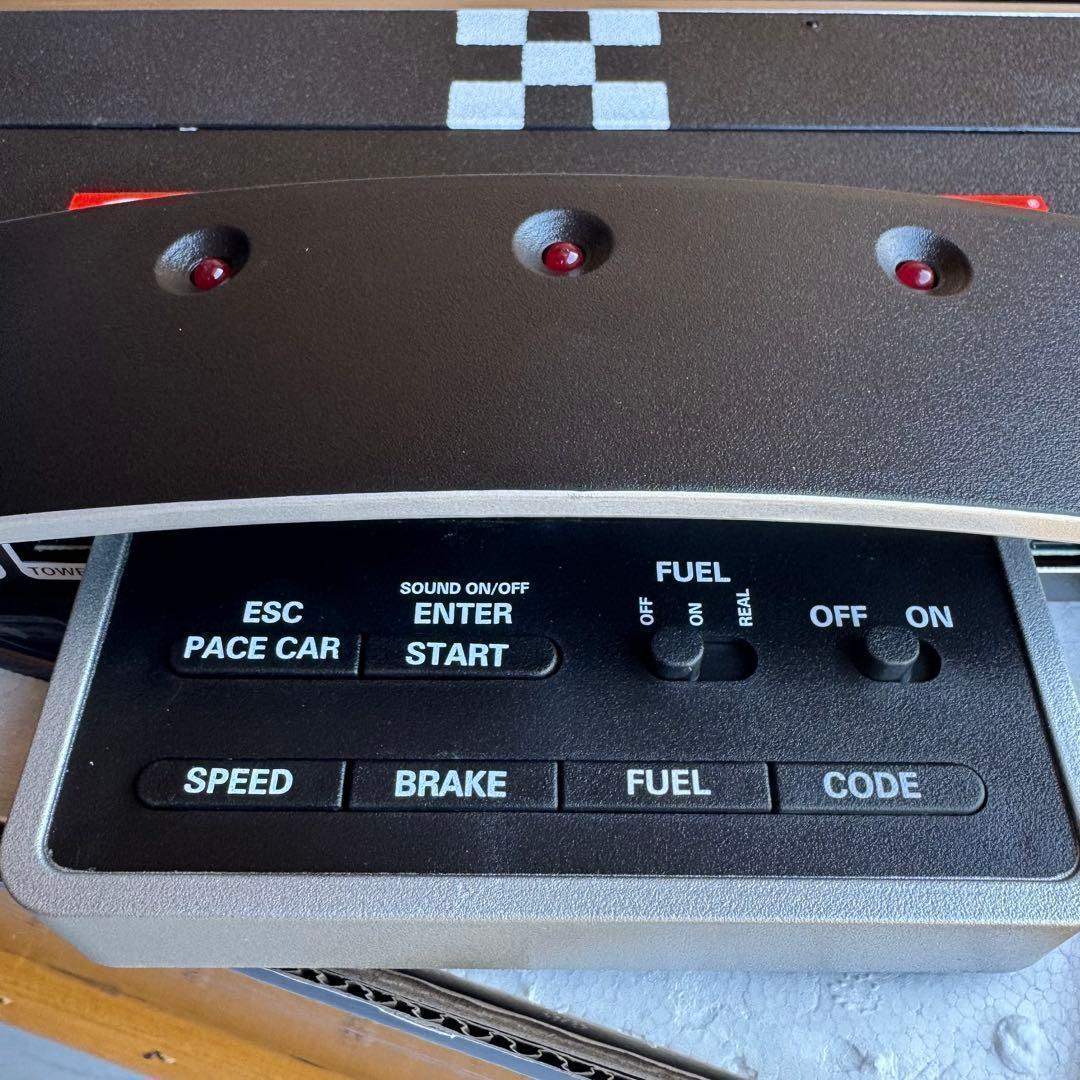 SOUND ON/OFF
ESC ENTER
PACE CAR START
FUEL
OFF ON REAL
OFF ON
SPEED BRAKE FUEL CODE